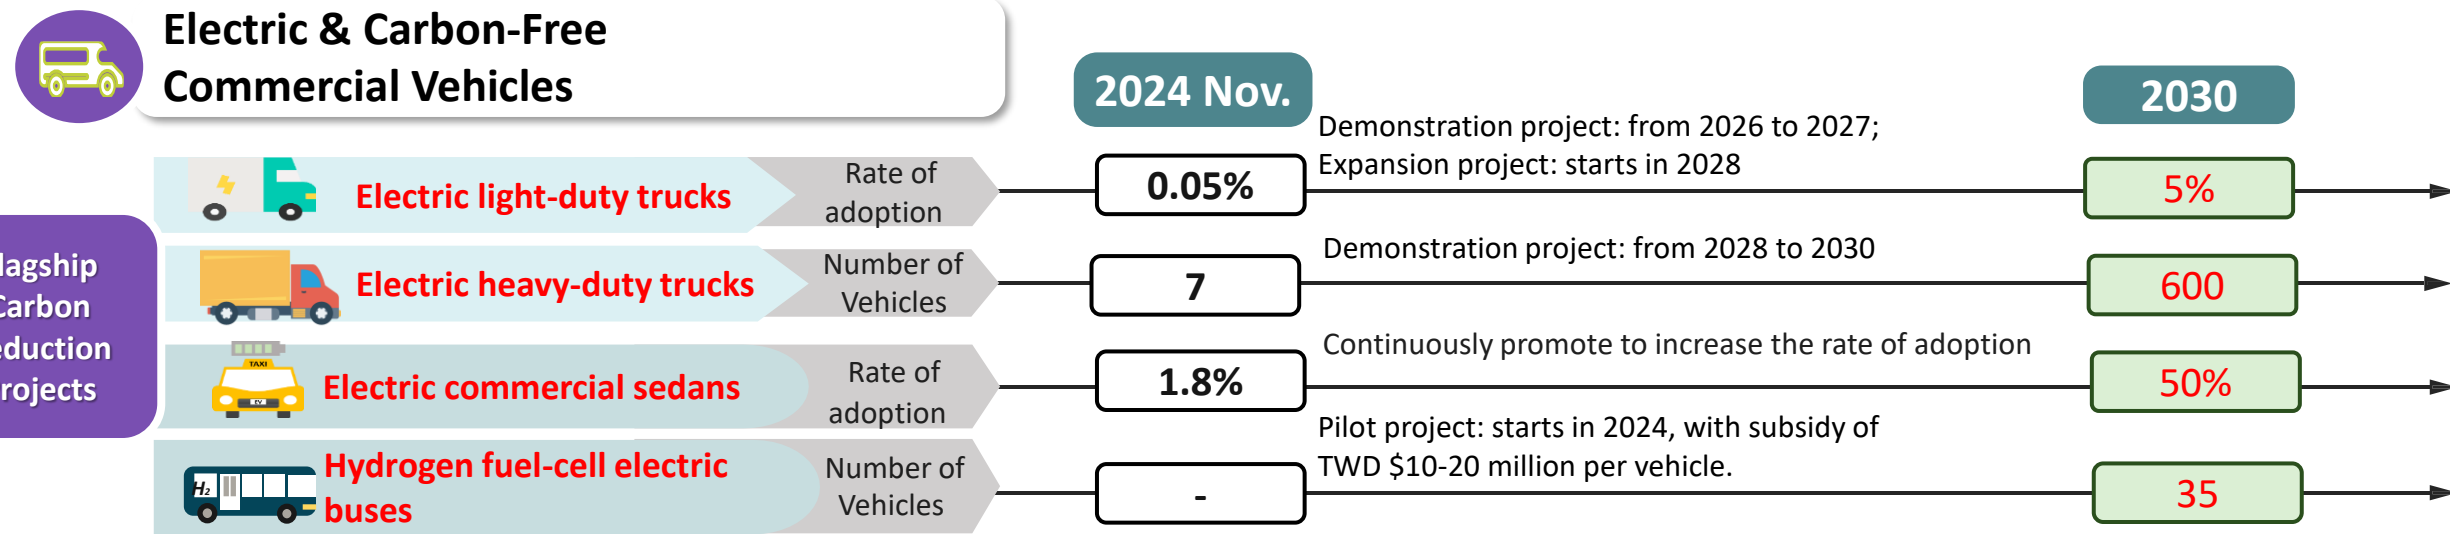 Electric & Carbon-Free
Commercial Vehicles
2024 Nov.
2030
Demonstration project: from 2026 to 2027;
Expansion project: starts in 2028
Electric light-duty trucks
Rate of
adoption
0.05%
5%
lagship
Carbon
eduction
rojects
Electric heavy-duty trucks
Number of
Vehicles
7
Demonstration project: from 2028 to 2030
600
TAXI
EV
Electric commercial sedans
Rate of
adoption
1.8%
Continuously promote to increase the rate of adoption
50%
H2
Hydrogen fuel-cell electric
buses
Number of
Vehicles
-
Pilot project: starts in 2024, with subsidy of
TWD $10-20 million per vehicle.
35